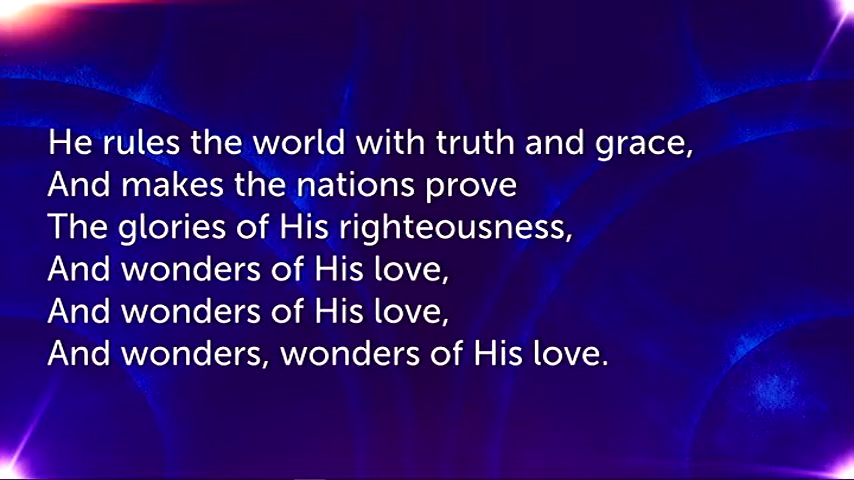 He rules the world with truth and grace,
And makes the nations prove
The glories of His righteousness,
And wonders of His love,
And wonders of His love,
And wonders, wonders of His love.